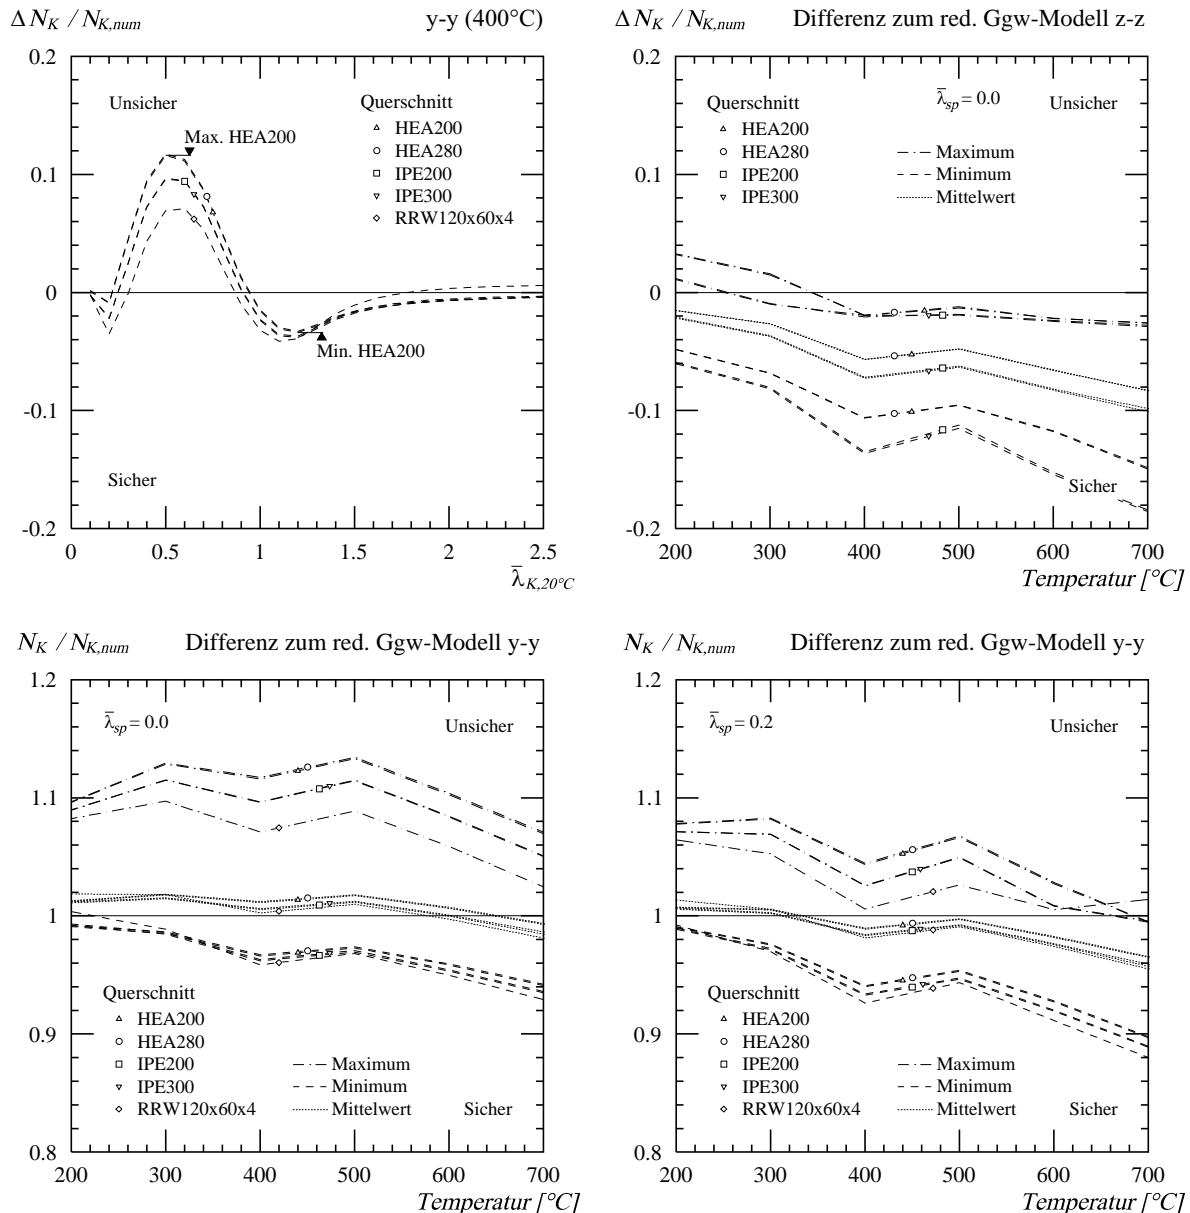 ΔN_K / N_K,num
y-y (400°C)
0.2
0.1
0
-0.1
-0.2
Unsicher
Max. HEA200
Querschnitt
HEA200
HEA280
IPE200
IPE300
RRW120x60x4
Min. HEA200
Sicher
0 0.5 1 1.5 2 2.5
λ̅_K,20°C
ΔN_K / N_K,num
Differenz zum red. Ggw-Modell z-z
0.2
0.1
0
-0.1
-0.2
Querschnitt
HEA200
HEA280
IPE200
IPE300
λ̅_sp = 0.0
Unsicher
Maximum
Minimum
Mittelwert
Sicher
200 300 400 500 600 700
Temperatur [°C]
N_K / N_K,num
Differenz zum red. Ggw-Modell y-y
1.2
1.1
1
0.9
0.8
λ̅_sp = 0.0
Unsicher
Querschnitt
HEA200
HEA280
IPE200
IPE300
RRW120x60x4
Maximum
Minimum
Mittelwert
Sicher
200 300 400 500 600 700
Temperatur [°C]
N_K / N_K,num
Differenz zum red. Ggw-Modell y-y
1.2
1.1
1
0.9
0.8
λ̅_sp = 0.2
Unsicher
Querschnitt
HEA200
HEA280
IPE200
IPE300
RRW120x60x4
Maximum
Minimum
Mittelwert
Sicher
200 300 400 500 600 700
Temperatur [°C]